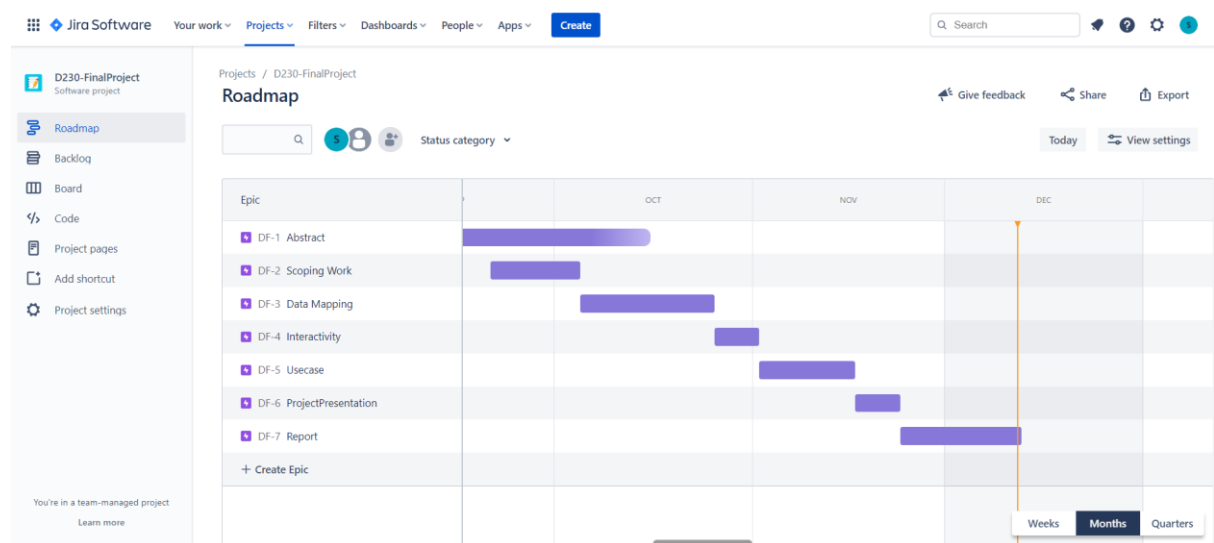 Jira Software Your work Projects Filters Dashboards People Apps Create Search S
D230-FinalProject
Software project
Roadmap
Backlog
Board
Code
Project pages
Add shortcut
Project settings
You're in a team-managed project
Learn more
Projects / D230-FinalProject
Roadmap
Give feedback Share Export
S Status category Today View settings
Epic OCT NOV DEC
DF-1 Abstract
DF-2 Scoping Work
DF-3 Data Mapping
DF-4 Interactivity
DF-5 Usecase
DF-6 ProjectPresentation
DF-7 Report
+ Create Epic
Weeks Months Quarters